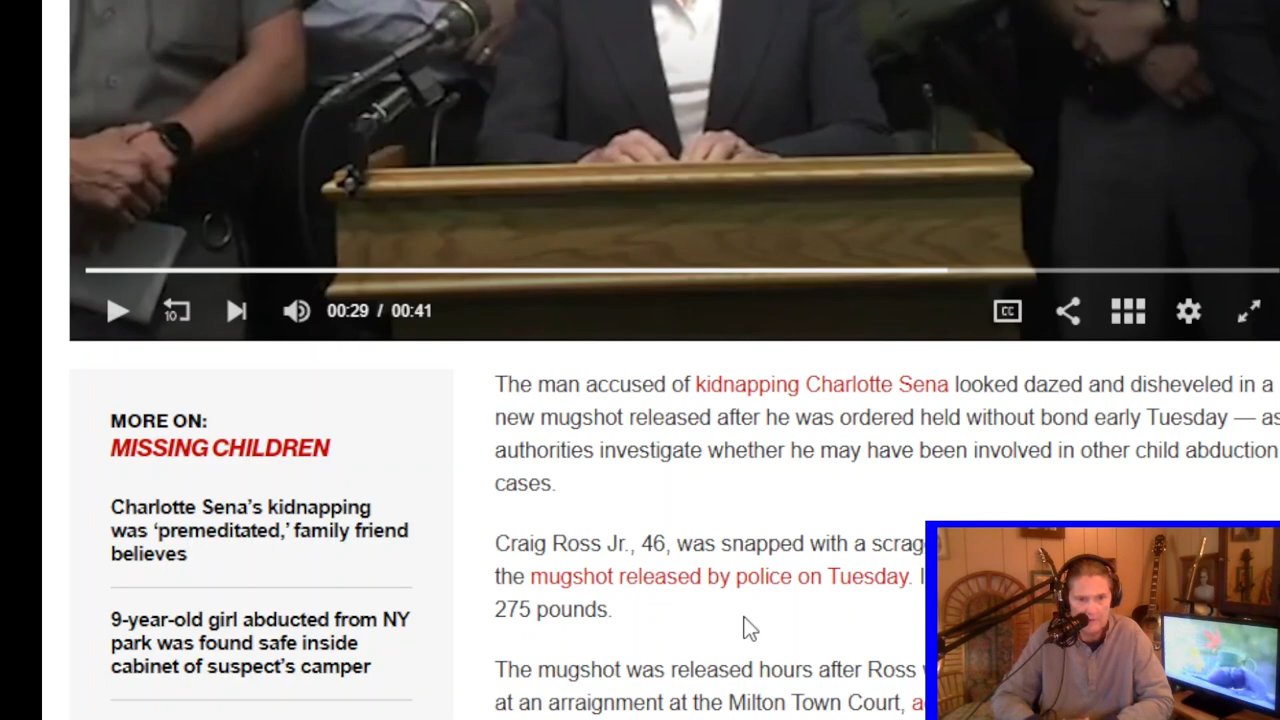 10
00:29 / 00:41
CC
The man accused of kidnapping Charlotte Sena looked dazed and disheveled in a
new mugshot released after he was ordered held without bond early Tuesday — as
authorities investigate whether he may have been involved in other child abduction
cases.
Craig Ross Jr., 46, was snapped with a
the mugshot released by police on Tuesday.
275 pounds.
The mugshot was released hours after Ross
at an arraignment at the Milton Town Court,
MORE ON:
MISSING CHILDREN
Charlotte Sena's kidnapping
was ‘premeditated,’ family friend
believes
9-year-old girl abducted from NY
park was found safe inside
cabinet of suspect's camper